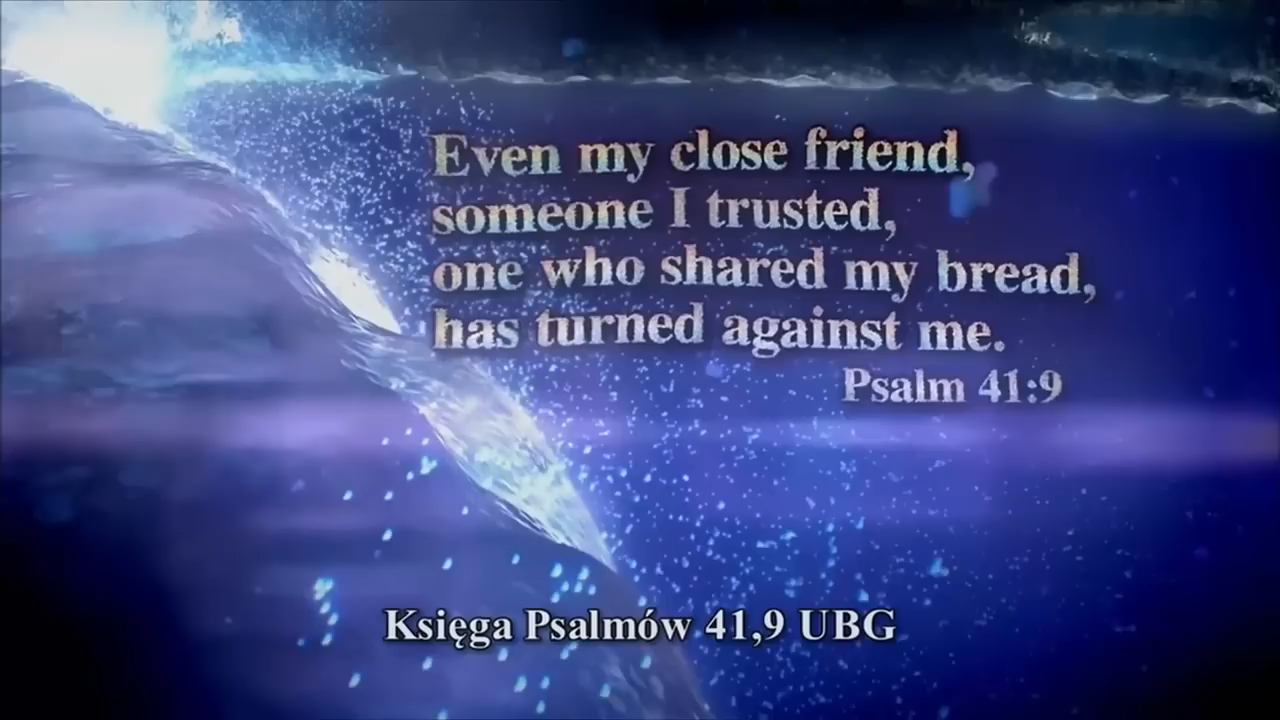 Even my close friend,
someone I trusted,
one who shared my bread,
has turned against me.
Psalm 41:9
Księga Psalmów 41,9 UBG